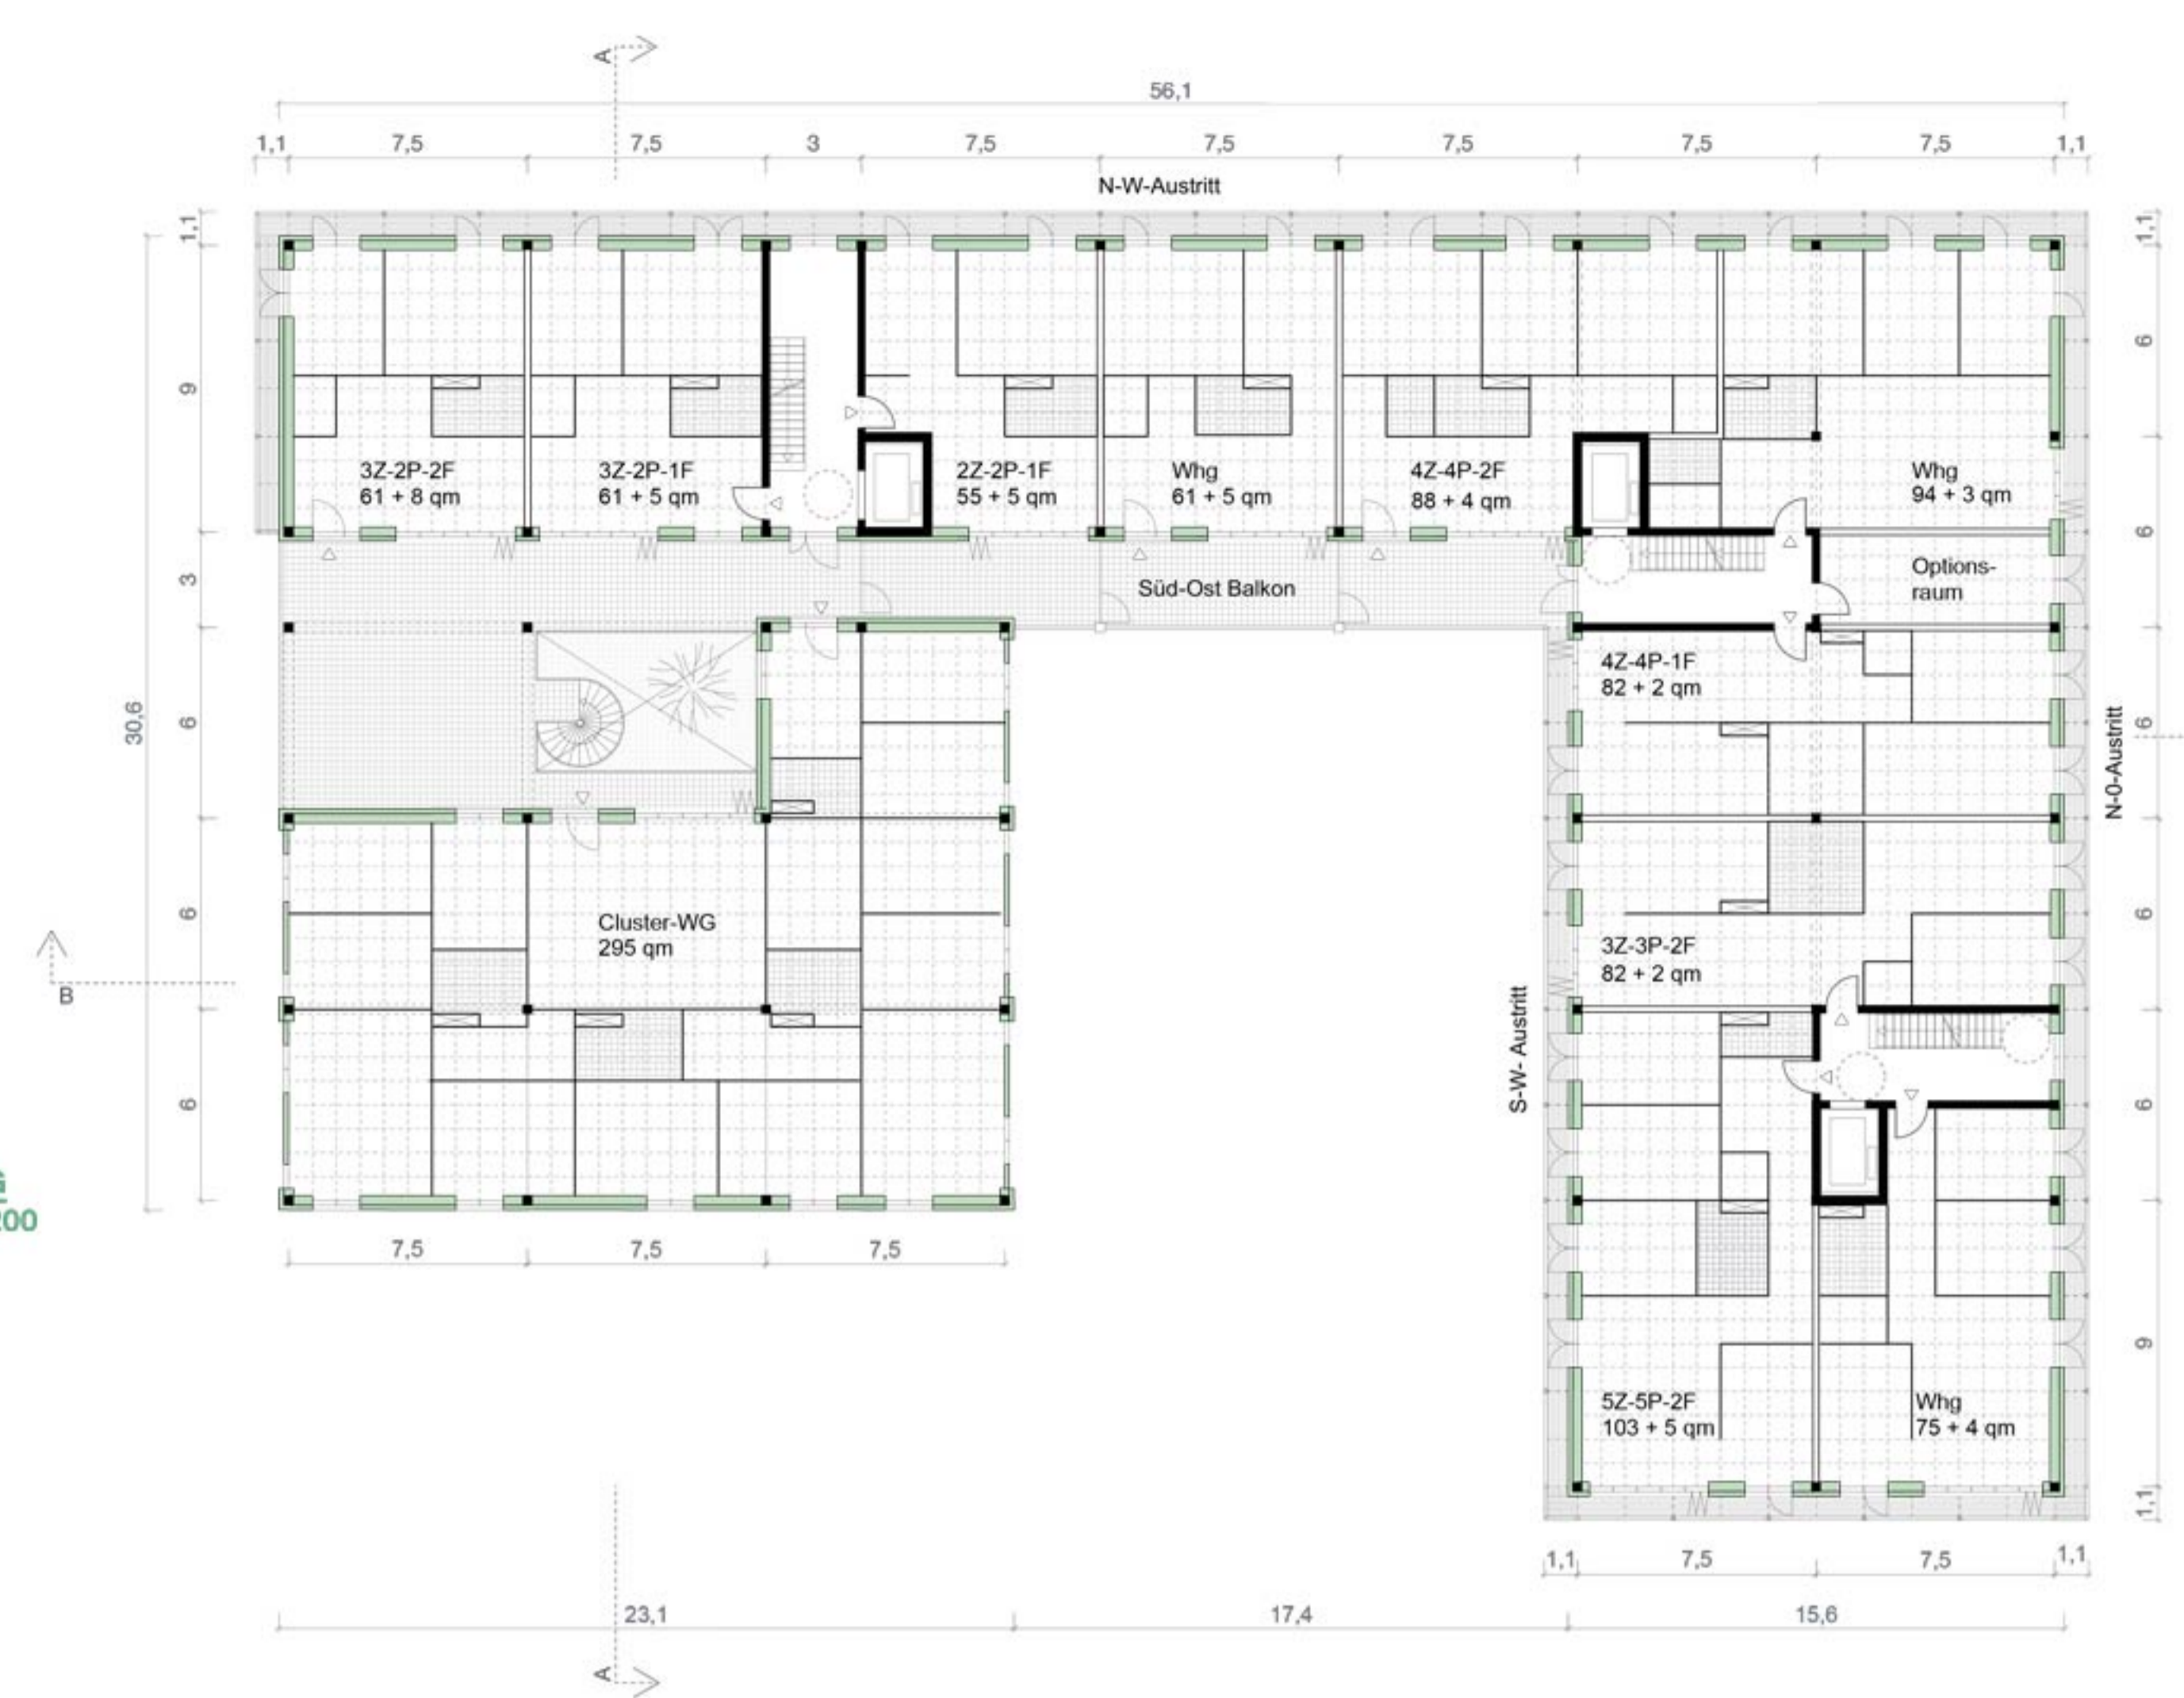 A
56,1
1,1 7,5 7,5 3 7,5 7,5 7,5 7,5 7,5 1,1
N-W-Austritt
1,1
9
3
6
6
6
30,6
1,1
6
6
6
6
6
9
1,1
3Z-2P-2F
61 + 8 qm
3Z-2P-1F
61 + 5 qm
2Z-2P-1F
55 + 5 qm
Whg
61 + 5 qm
4Z-4P-2F
88 + 4 qm
Whg
94 + 3 qm
Süd-Ost Balkon
Options-
raum
4Z-4P-1F
82 + 2 qm
N-0-Austritt
Cluster-WG
295 qm
3Z-3P-2F
82 + 2 qm
B
S-W- Austritt
200
7,5 7,5 7,5
5Z-5P-2F
103 + 5 qm
Whg
75 + 4 qm
1,1 7,5 7,5 1,1
23,1 17,4 15,6
A